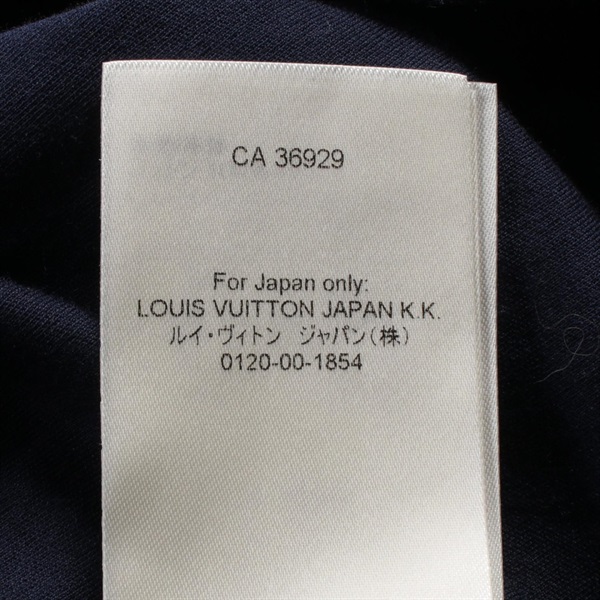 CA 36929
For Japan only:
LOUIS VUITTON JAPAN K.K.
ルイ・ヴィトン ジャパン(株)
0120-00-1854